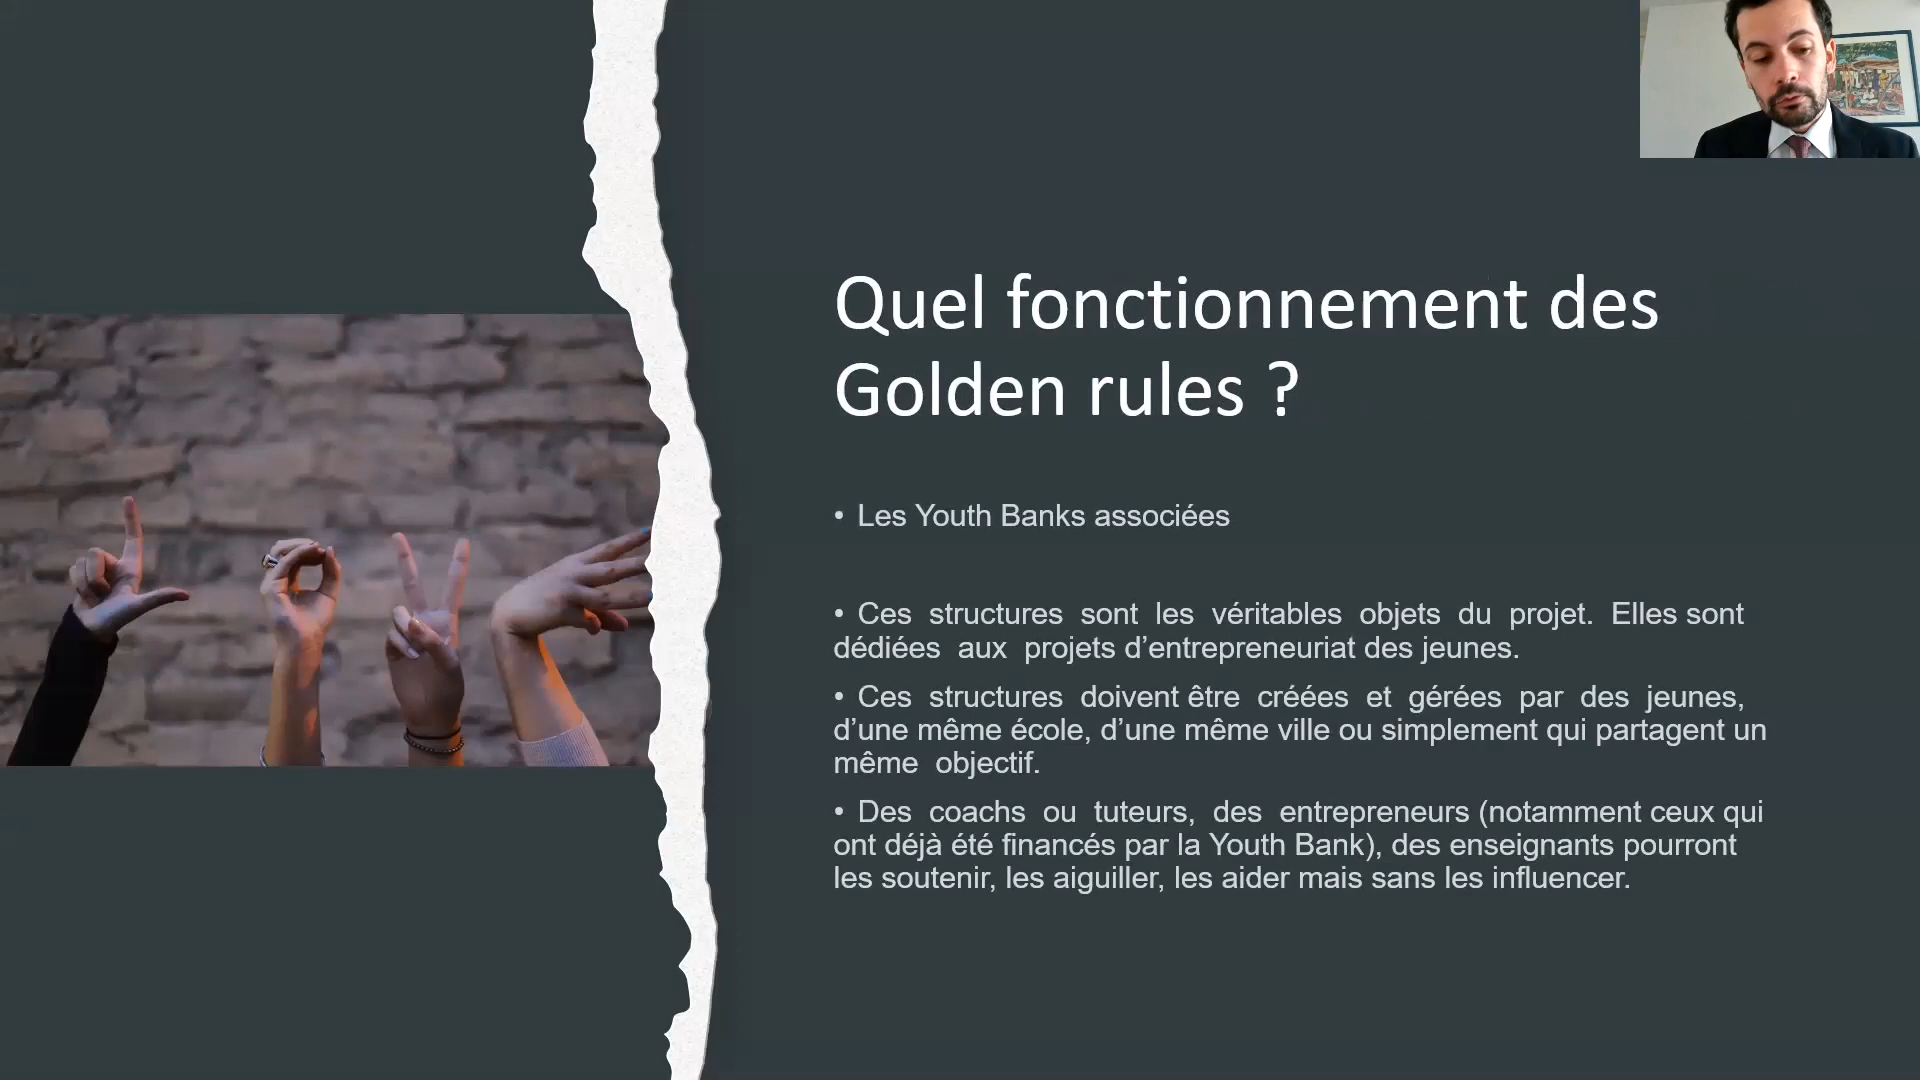 Quel fonctionnement des
Golden rules ?
• Les Youth Banks associées
• Ces structures sont les véritables objets du projet. Elles sont
dédiées aux projets d’entrepreneuriat des jeunes.
• Ces structures doivent être créées et gérées par des jeunes,
d’une même école, d’une même ville ou simplement qui partagent un
même objectif.
• Des coachs ou tuteurs, des entrepreneurs (notamment ceux qui
ont déjà été financés par la Youth Bank), des enseignants pourront
les soutenir, les aiguiller, les aider mais sans les influencer.